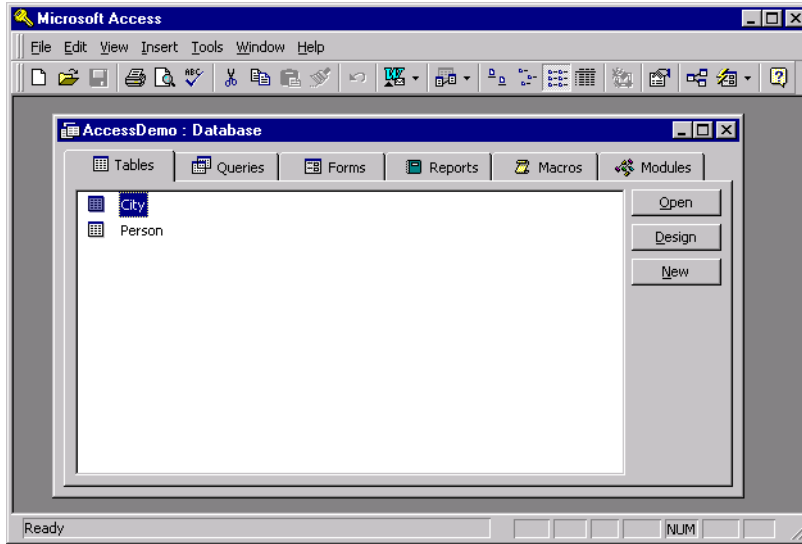 Microsoft Access
File Edit View Insert Tools Window Help
ABC W
AccessDemo : Database
Tables Queries Forms Reports Macros Modules
City
Person
Open
Design
New
Ready NUM